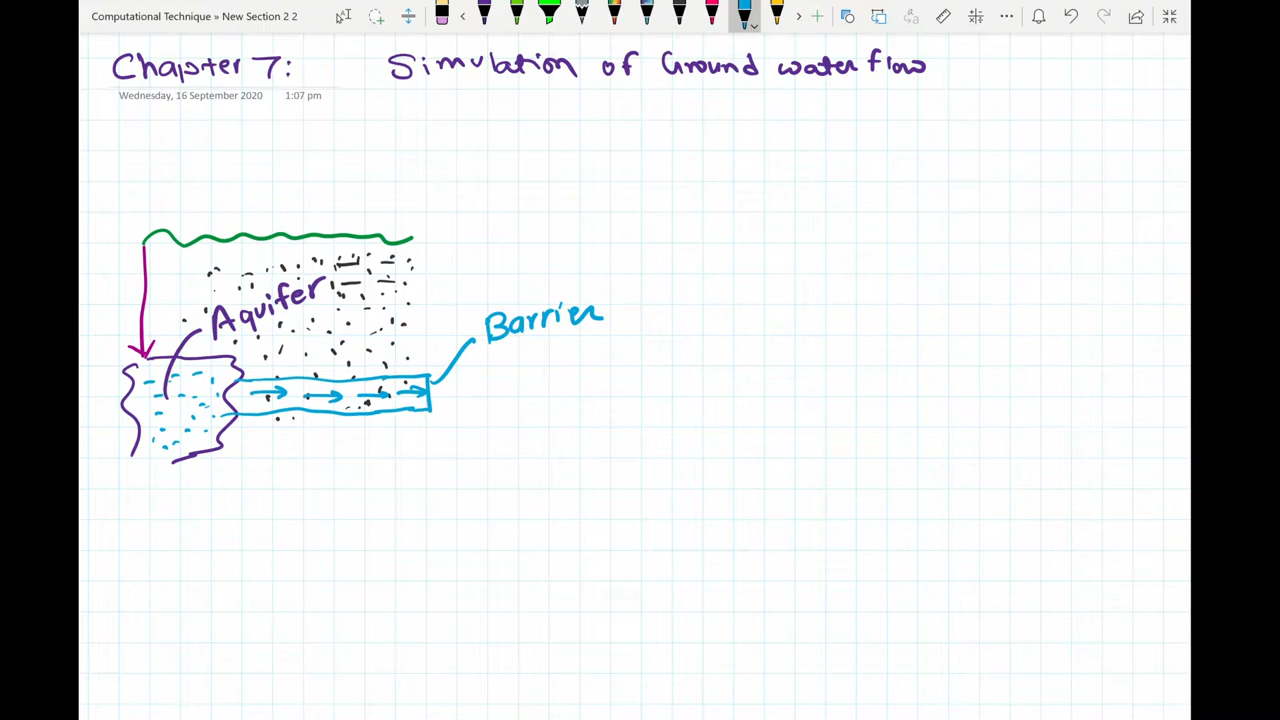 Computational Technique » New Section 2 2
Chapter 7: Simulation of Ground water flow
Wednesday, 16 September 2020 1:07 pm
Aquifer
Barrier